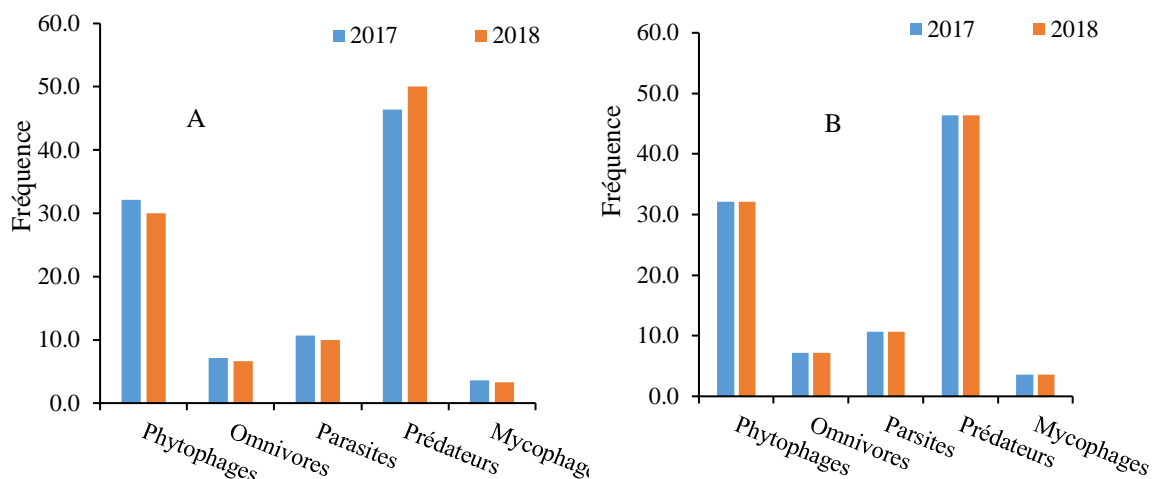 2017 2018
60.0
50.0
40.0
30.0
20.0
10.0
0.0
Fréquence
A
Phytophages
Omnivores
Parasites
Prédateurs
Mycophage
2017 2018
60.0
50.0
40.0
30.0
20.0
10.0
0.0
Fréquence
B
Phytophages
Omnivores
Parsites
Prédateurs
Mycophages